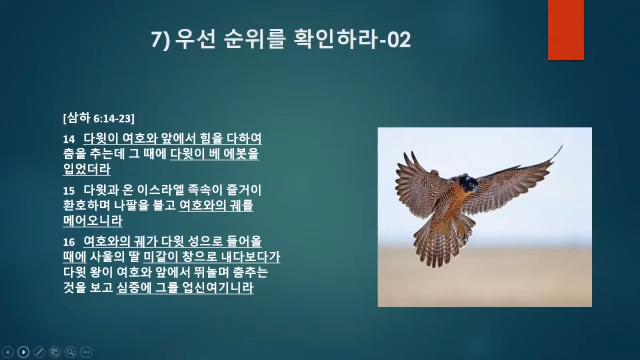 7) 우선 순위를 확인하라-02
[삼하 6:14-23]
14 다윗이 여호와 앞에서 힘을 다하여
춤을 추는데 그 때에 다윗이 베 에봇을
입었더라
15 다윗과 온 이스라엘 족속이 즐거이
환호하며 나팔을 불고 여호와의 궤를
메어오니라
16 여호와의 궤가 다윗 성으로 들어올
때에 사울의 딸 미갈이 창으로 내다보다가
다윗 왕이 여호와 앞에서 뛰놀며 춤추는
것을 보고 심중에 그를 업신여기니라